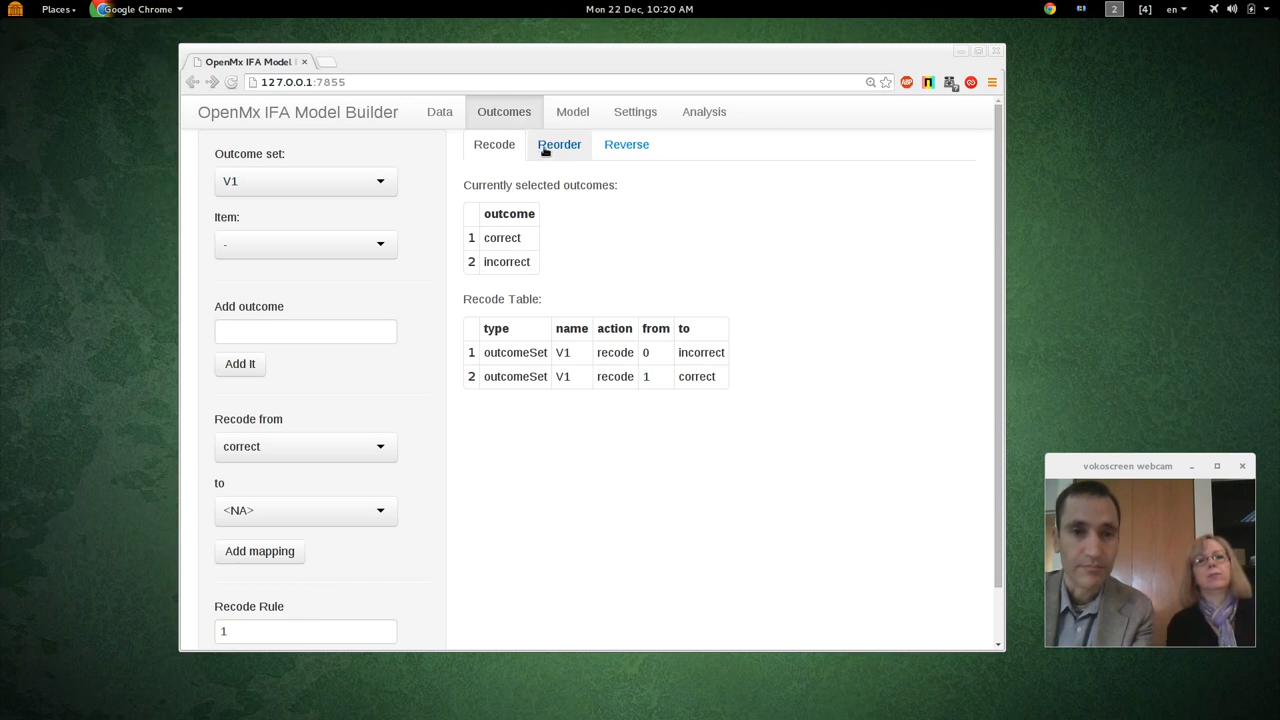 Places
Google Chrome
Mon 22 Dec, 10:20 AM
2
[4]
en
OpenMx IFA Model
127.0.0.1:7855
OpenMx IFA Model Builder
Data
Outcomes
Model
Settings
Analysis
Outcome set:
V1
Item:
-
Add outcome
Add It
Recode from
correct
to
<NA>
Add mapping
Recode Rule
1
Recode
Reorder
Reverse
Currently selected outcomes:
outcome
1 correct
2 incorrect
Recode Table:
type name action from to
1 outcomeSet V1 recode 0 incorrect
2 outcomeSet V1 recode 1 correct
vokoscreen webcam